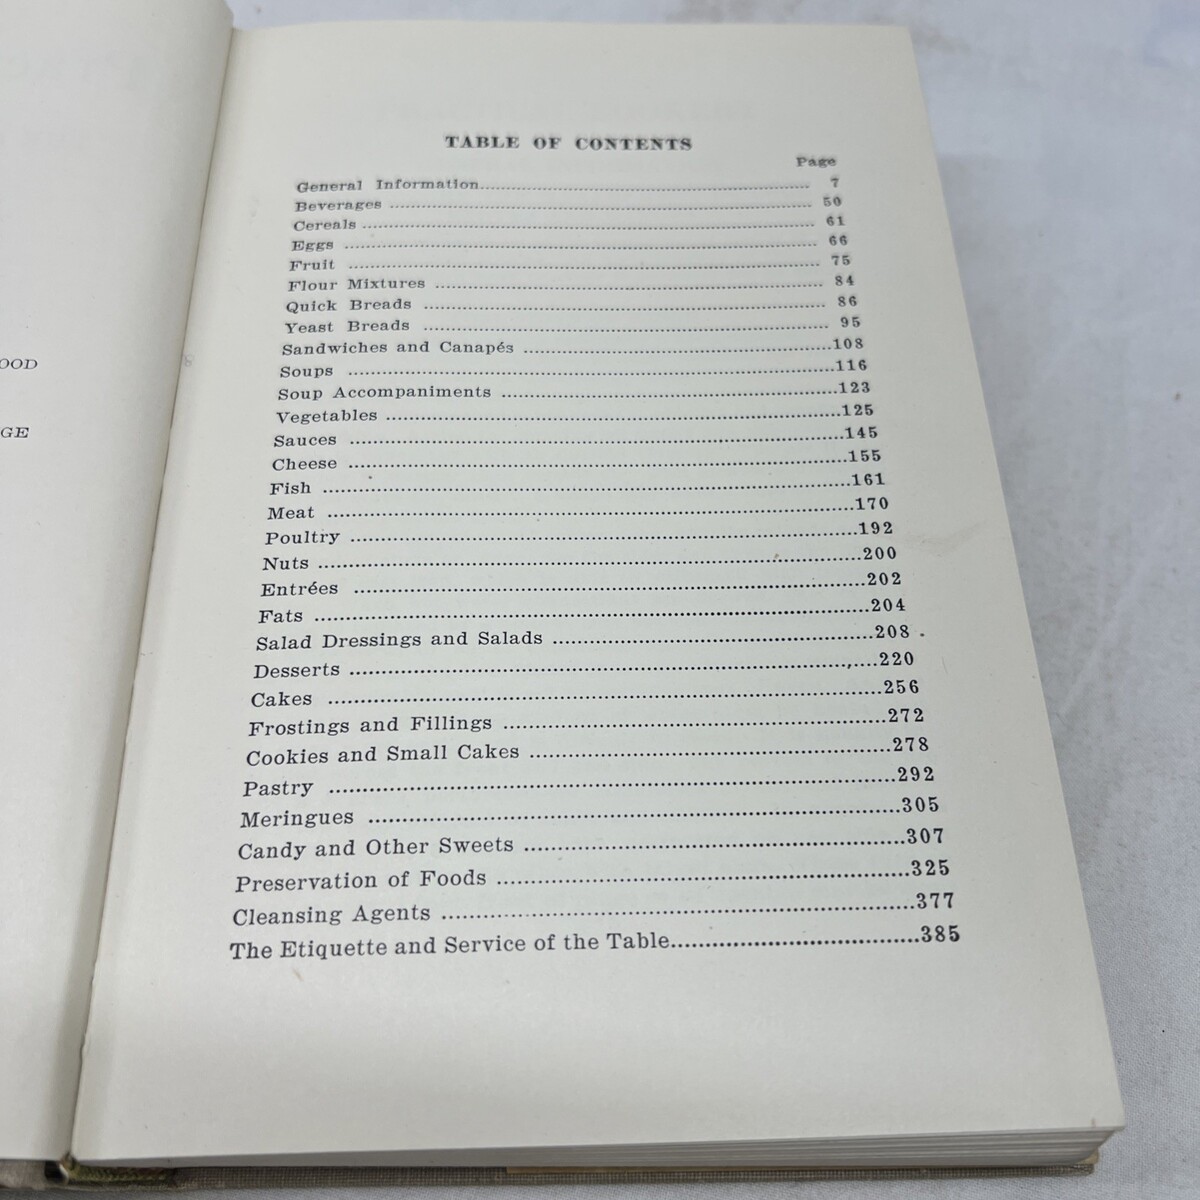 OOD
GE
TABLE OF CONTENTS
Page
General Information 7
Beverages 50
Cereals 61
Eggs 66
Fruit 75
Flour Mixtures 84
Quick Breads 86
Yeast Breads 95
Sandwiches and Canapés 108
Soups 116
Soup Accompaniments 123
Vegetables 125
Sauces 145
Cheese 155
Fish 161
Meat 170
Poultry 192
Nuts 200
Entrées 202
Fats 204
Salad Dressings and Salads 208
Desserts 220
Cakes 256
Frostings and Fillings 272
Cookies and Small Cakes 278
Pastry 292
Meringues 305
Candy and Other Sweets 307
Preservation of Foods 325
Cleansing Agents 377
The Etiquette and Service of the Table 385